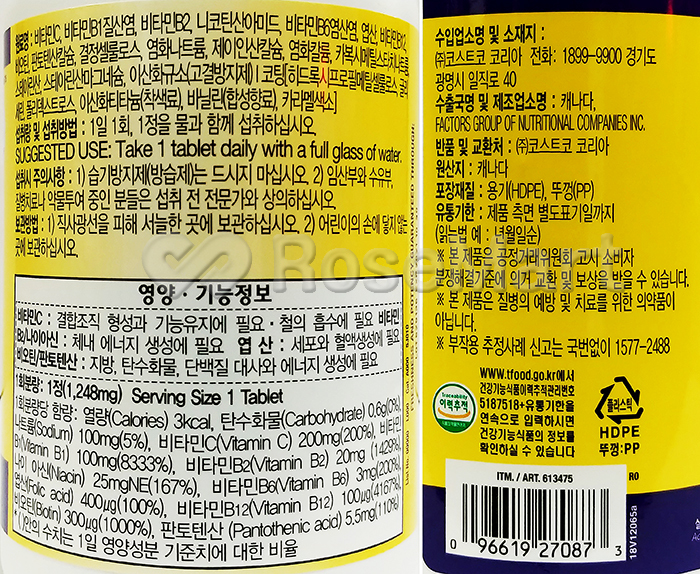 원료명 : 비타민C, 비타민B1질산염, 비타민B2, 니코틴산아미드, 비타민B6염산염, 엽산, 비타민B12,
비오틴, 판토텐산칼슘, 결정셀룰로스, 염화나트륨, 제이인산칼슘, 염화칼륨, 카복시메틸스타치나트륨,
스테아린산, 스테아린산마그네슘, 이산화규소(고결방지제) I 코팅[히드록시프로필메틸셀룰로스, 글리
세린, 폴리덱스트로스, 이산화티타늄(착색료), 바닐린(합성향료), 카라멜색소]
섭취량 및 섭취방법 : 1일 1회, 1정을 물과 함께 섭취하십시오.
SUGGESTED USE: Take 1 tablet daily with a full glass of water.
섭취시 주의사항 : 1) 습기방지제(방습제)는 드시지 마십시오. 2) 임산부와 수유부,
질병치료나 약물투여 중인 분들은 섭취 전 전문가와 상의하십시오.
보관방법 : 1) 직사광선을 피해 서늘한 곳에 보관하십시오. 2) 어린이의 손에 닿지 않는
곳에 보관하십시오.
영양 · 기능정보
비타민C : 결합조직 형성과 기능유지에 필요 · 철의 흡수에 필요 비타민
B2/나이아신 : 체내 에너지 생성에 필요 엽 산 : 세포와 혈액생성에 필요
비오틴/판토텐산 : 지방, 탄수화물, 단백질 대사와 에너지 생성에 필요
1회분량 : 1정(1,248mg) Serving Size 1 Tablet
1회분량당 함량 : 열량(Calories) 3kcal, 탄수화물(Carbohydrate) 0.6g(0%),
나트륨(Sodium) 100mg(5%), 비타민C(Vitamin C) 200mg(200%), 비타민
B1(Vitamin B1) 100mg(8333%), 비타민B2(Vitamin B2) 20mg (1429%),
나이 아신(Niacin) 25mgNE(167%), 비타민B6(Vitamin B6) 3mg(200%),
엽산(Folic acid) 400㎍(100%), 비타민B12(Vitamin B12) 100㎍(4167%),
비오틴(Biotin) 300㎍(1000%), 판토텐산 (Pantothenic acid) 5.5mg(110%)
* ( )안의 수치는 1일 영양성분 기준치에 대한 비율
수입업소명 및 소재지 :
㈜코스트코 코리아 전화: 1899-9900 경기도
광명시 일직로 40
수출국명 및 제조업소명 : 캐나다,
FACTORS GROUP OF NUTRITIONAL COMPANIES INC.
반품 및 교환처 : ㈜코스트코 코리아
원산지 : 캐나다
포장재질 : 용기(HDPE), 뚜껑(PP)
유통기한 : 제품 측면 별도표기일까지
(읽는법 예 : 년월일순)
※ 본 제품은 공정거래위원회 고시 소비자
분쟁해결기준에 의거 교환 및 보상을 받을 수 있습니다.
※ 본 제품은 질병의 예방 및 치료를 위한 의약품이
아닙니다.
※ 부작용 추정사례 신고는 국번없이 1577-2488
Traceability
이력추적
www.tfood.go.kr에서
건강기능식품이력추적관리번호
5187518+유통기한을
연속으로 입력하시면
건강기능식품의 정보를
확인하실 수 있습니다
플라스틱
HDPE
뚜껑:PP
ITM. / ART. 613475
R0
0 96619 27087 3
18V12065a
Rosemart